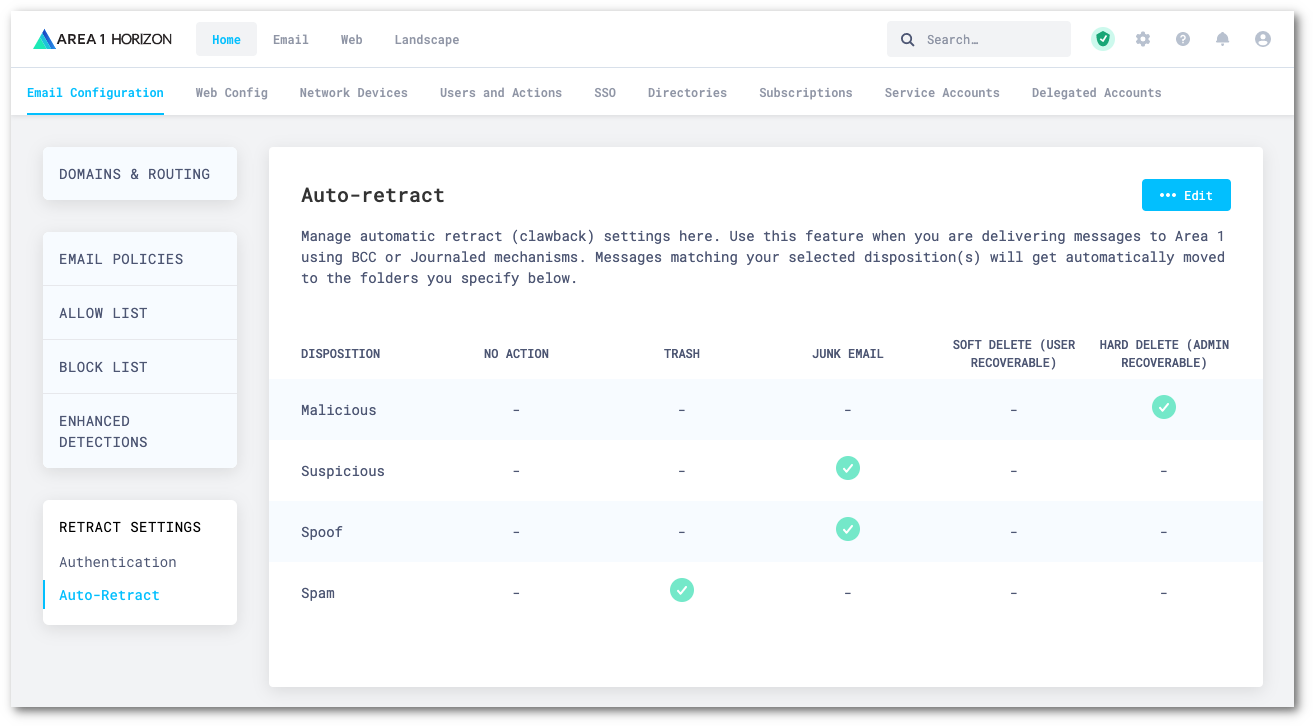 AREA 1 HORIZON
Home Email Web Landscape
Search…
Email Configuration Web Config Network Devices Users and Actions SSO Directories Subscriptions Service Accounts Delegated Accounts
DOMAINS & ROUTING
EMAIL POLICIES
ALLOW LIST
BLOCK LIST
ENHANCED
DETECTIONS
RETRACT SETTINGS
Authentication
Auto-Retract
Auto-retract
••• Edit
Manage automatic retract (clawback) settings here. Use this feature when you are delivering messages to Area 1
using BCC or Journaled mechanisms. Messages matching your selected disposition(s) will get automatically moved
to the folders you specify below.
DISPOSITION NO ACTION TRASH JUNK EMAIL SOFT DELETE (USER RECOVERABLE) HARD DELETE (ADMIN RECOVERABLE)
Malicious - - - -
Suspicious - - - -
Spoof - - - -
Spam - - - -